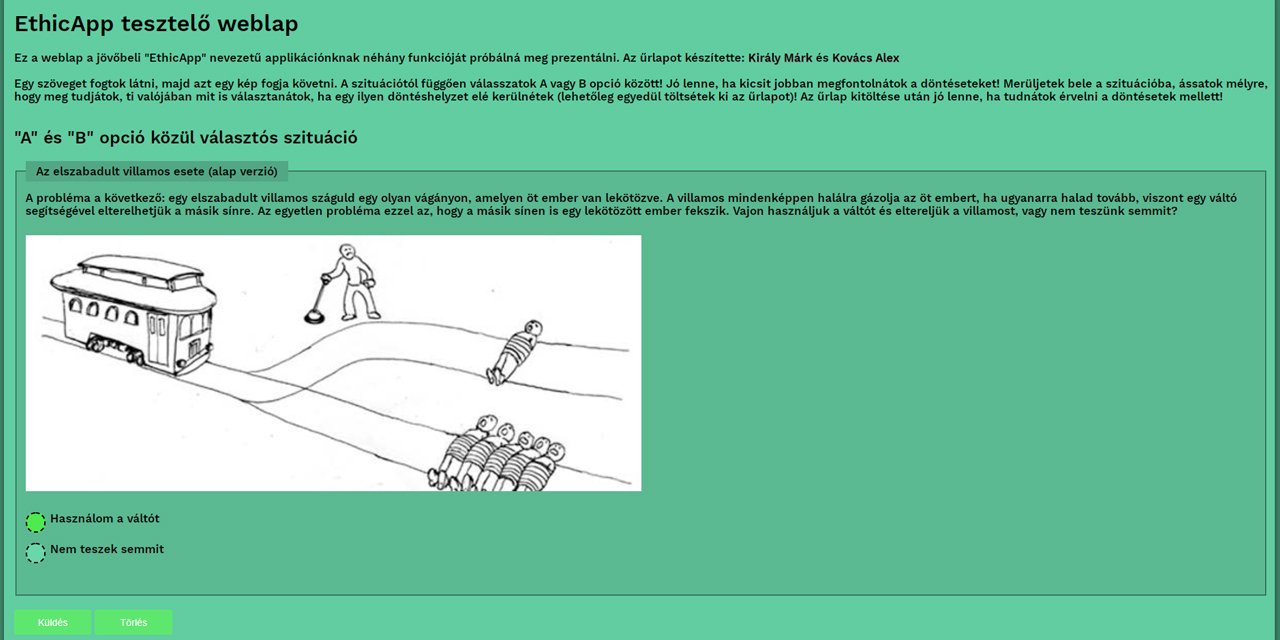 EthicApp tesztelő weblap
Ez a weblap a jövőbeli "EthicApp" nevezetű applikációnknak néhány funkcióját próbálná meg prezentálni. Az űrlapot készítette: Király Márk és Kovács Alex
Egy szöveget fogtok látni, majd azt egy kép fogja követni. A szituációtól függően válasszatok A vagy B opció között! Jó lenne, ha kicsit jobban megfontolnátok a döntéseteket! Merüljetek bele a szituációba, ássatok mélyre,
hogy meg tudjátok, ti valójában mit is választanátok, ha egy ilyen döntéshelyzet elé kerülnétek (lehetőleg egyedül töltsétek ki az űrlapot)! Az űrlap kitöltése után jó lenne, ha tudnátok érvelni a döntésetek mellett!
"A" és "B" opció közül választós szituáció
Az elszabadult villamos esete (alap verzió)
A probléma a következő: egy elszabadult villamos száguld egy olyan vágányon, amelyen öt ember van lekötözve. A villamos mindenképpen halálra gázolja az öt embert, ha ugyanarra halad tovább, viszont egy váltó
segítségével elterelhetjük a másik sínre. Az egyetlen probléma ezzel az, hogy a másik sínen is egy lekötözött ember fekszik. Vajon használjuk a váltót és eltereljük a villamost, vagy nem teszünk semmit?
Használom a váltót
Nem teszek semmit
Küldés Törlés